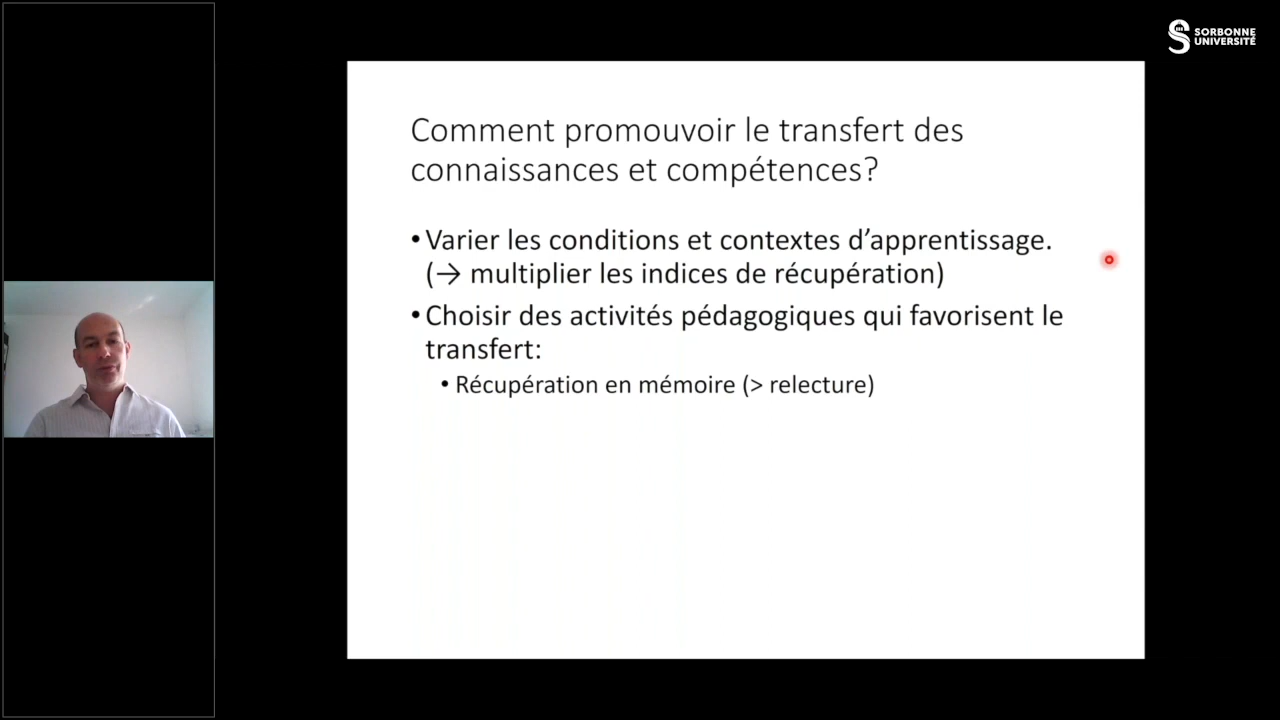 SORBONNE
UNIVERSITÉ
Comment promouvoir le transfert des
connaissances et compétences?
•Varier les conditions et contextes d'apprentissage.
(→ multiplier les indices de récupération)
•Choisir des activités pédagogiques qui favorisent le
transfert:
• Récupération en mémoire (> relecture)